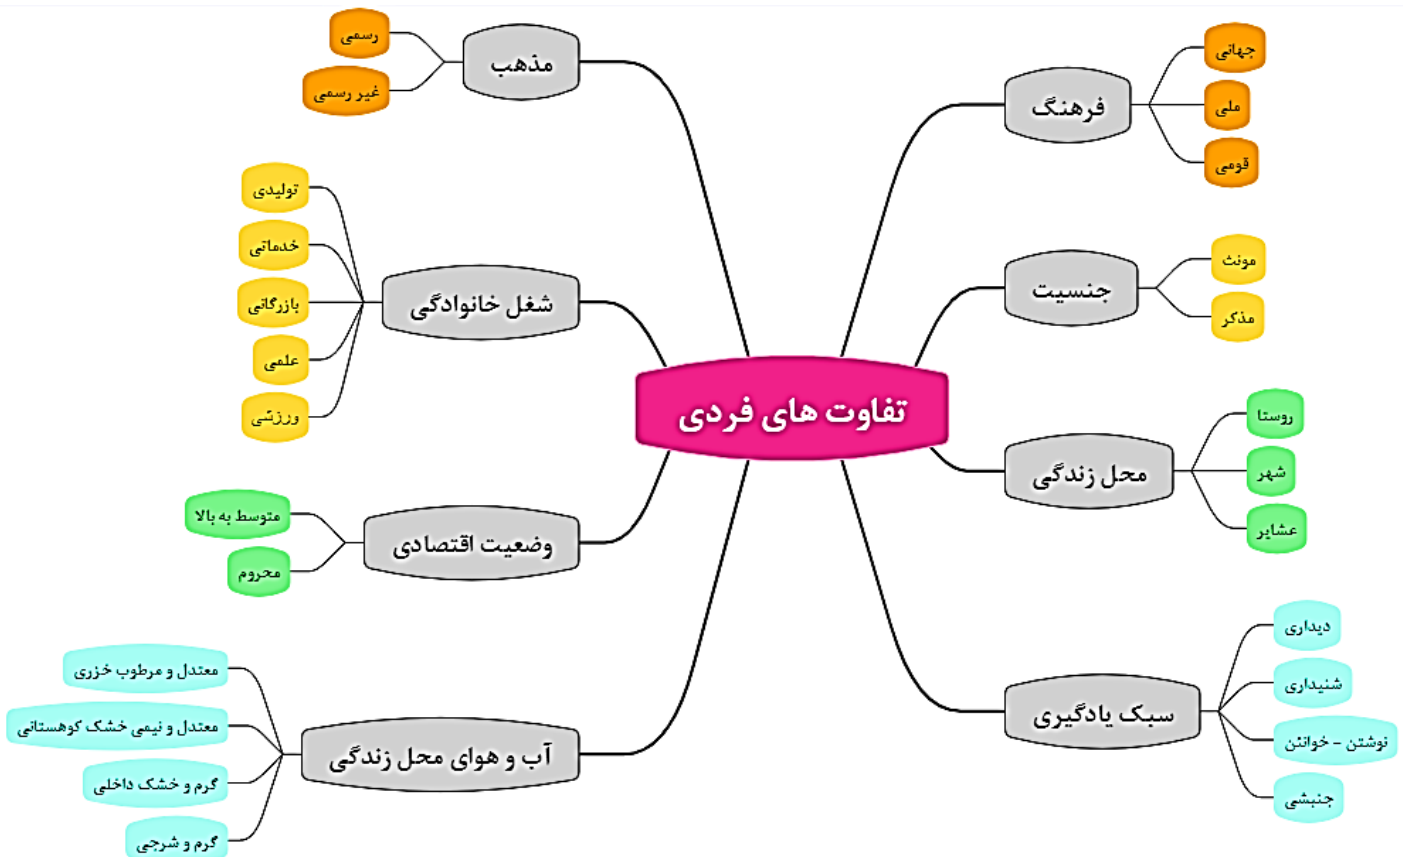 تفاوت های فردی
فرهنگ
جهانی
ملی
قومی
جنسیت
مونث
مذکر
محل زندگی
روستا
شهر
عشایر
سبک یادگیری
دیداری
شنیداری
نوشتن - خوانئن
جنبشی
مذهب
رسمی
غیر رسمی
شغل خانوادگی
تولیدی
خدماتی
بازرگانی
علمی
ورزشی
وضعیت اقتصادی
متوسط به بالا
محروم
آب و هوای محل زندگی
معتدل و مرطوب خزری
معتدل و نیمی خشک کوهستانی
گرم و خشک داخلی
گرم و شرجی